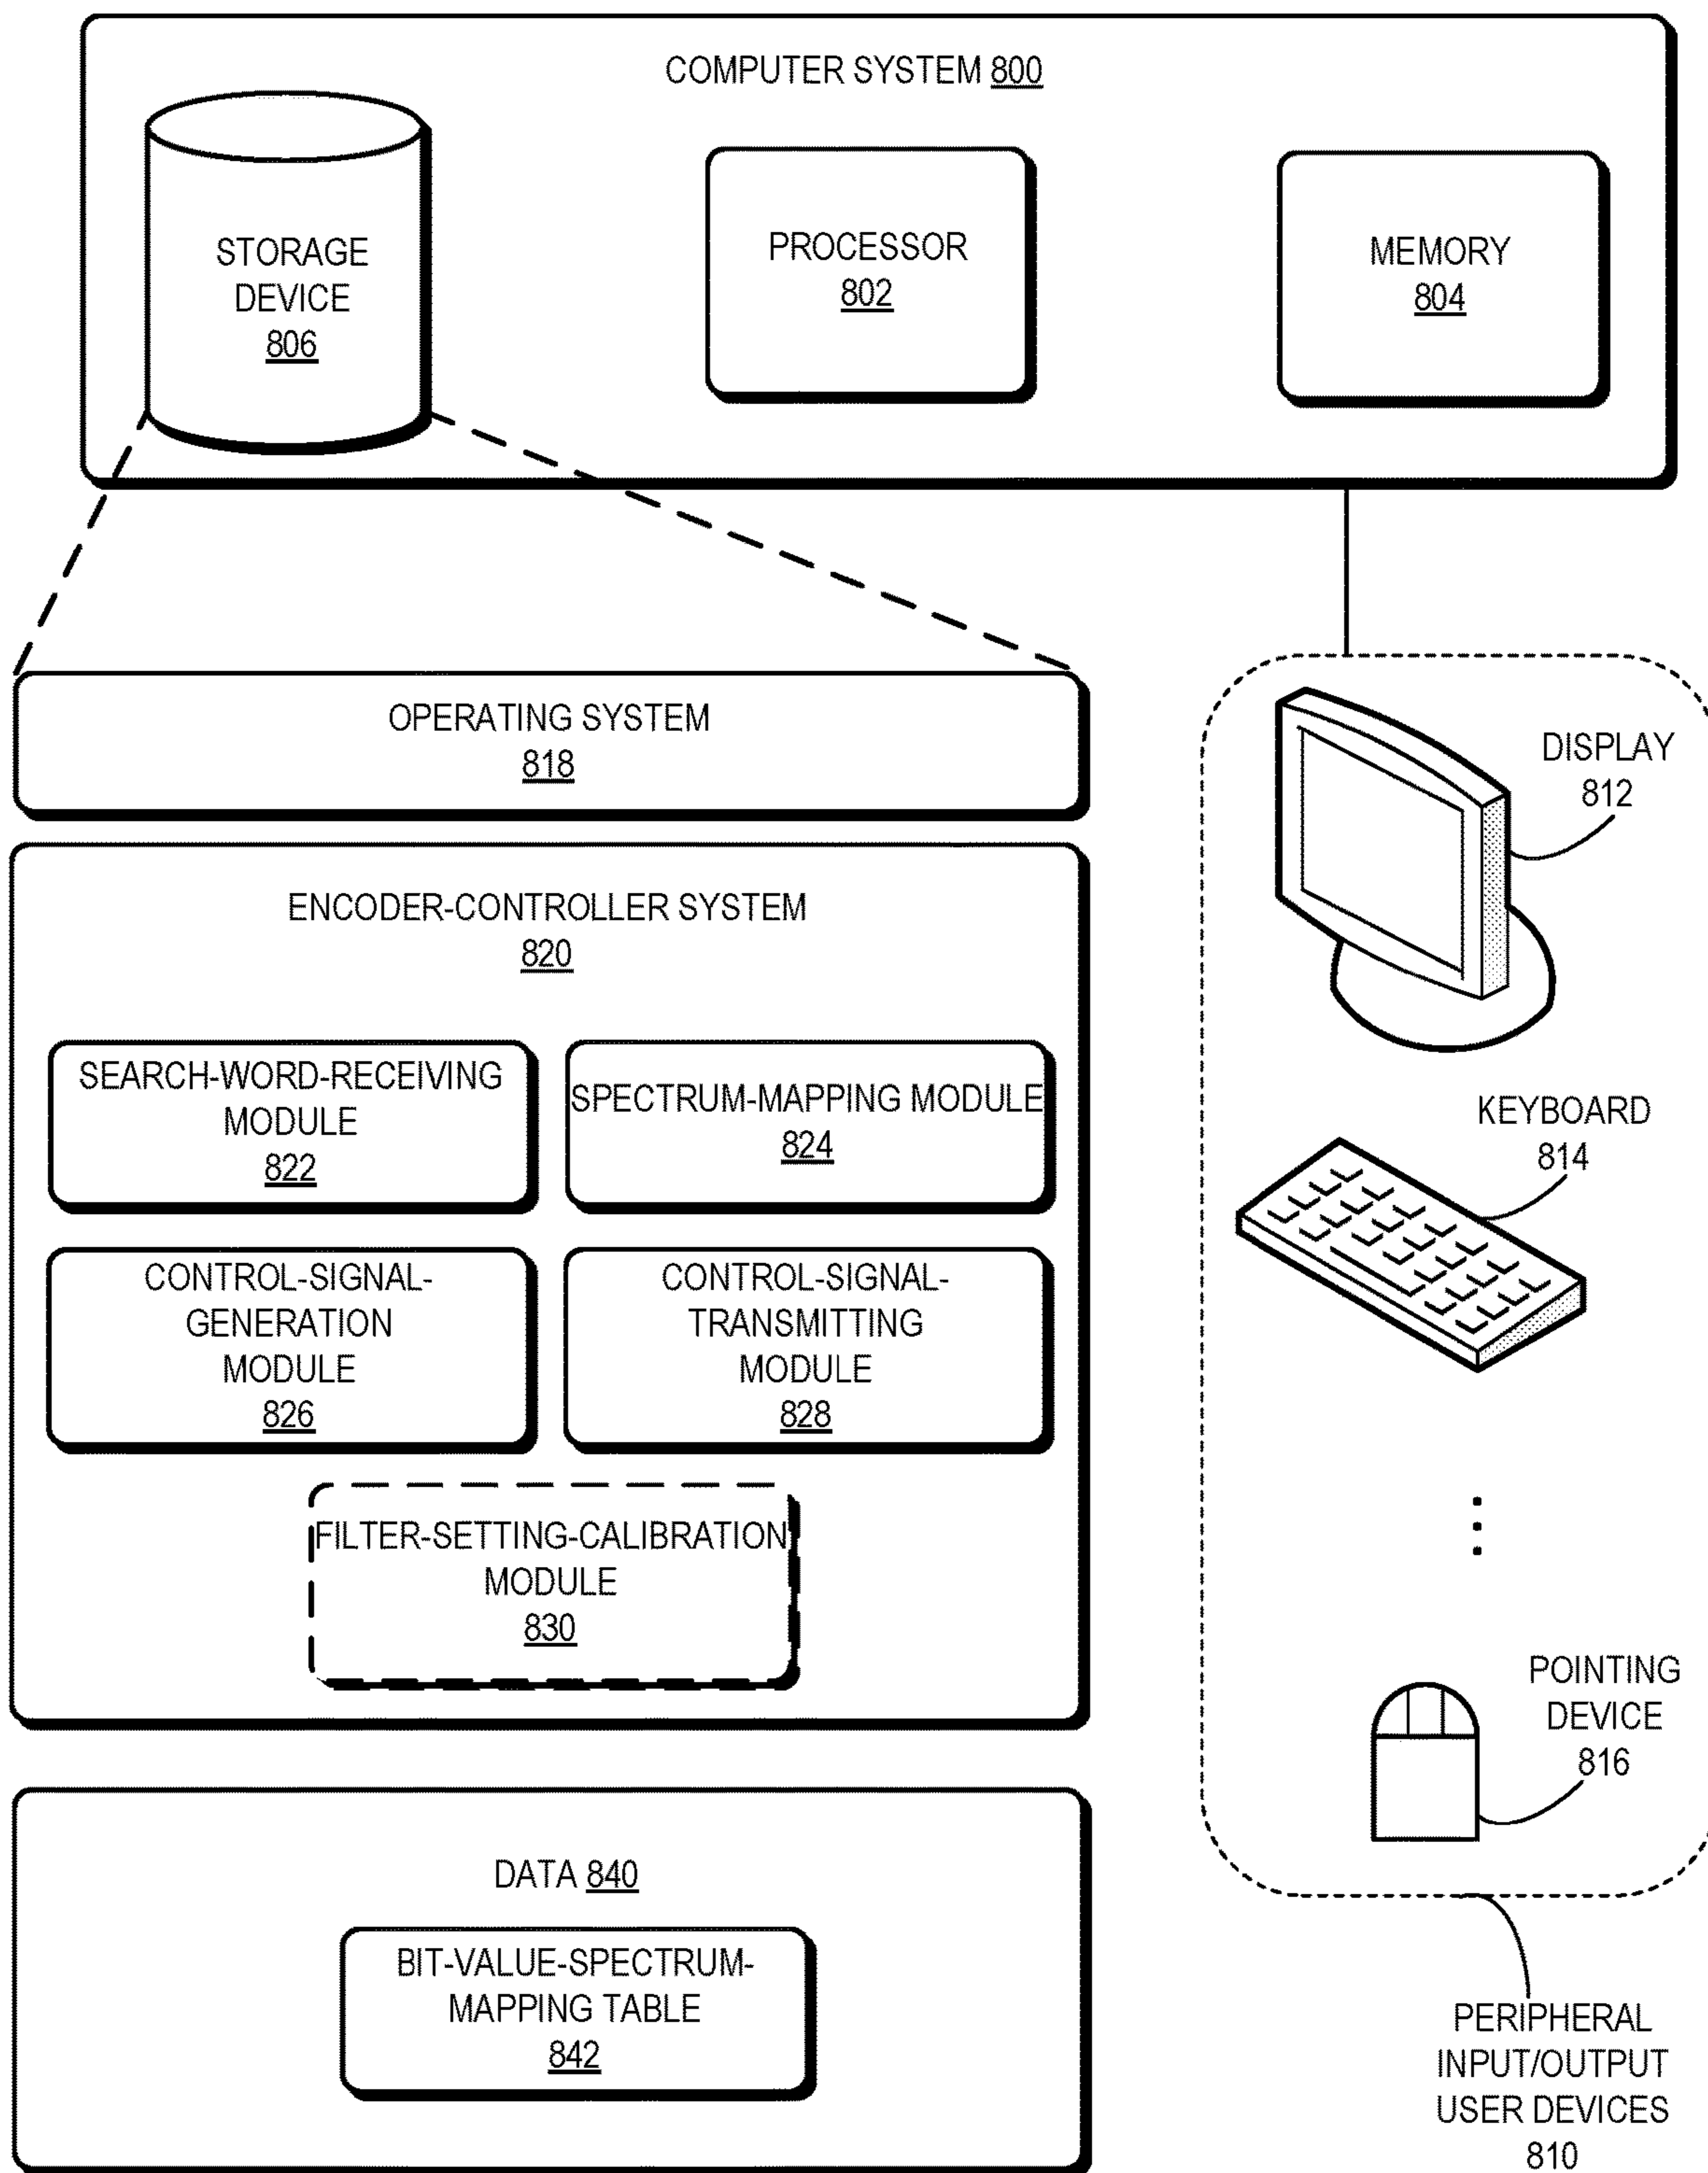 COMPUTER SYSTEM 800
STORAGE
DEVICE
806
PROCESSOR
802
MEMORY
804
OPERATING SYSTEM
818
ENCODER-CONTROLLER SYSTEM
820
SEARCH-WORD-RECEIVING
MODULE
822
SPECTRUM-MAPPING MODULE
824
CONTROL-SIGNAL-
GENERATION
MODULE
826
CONTROL-SIGNAL-
TRANSMITTING
MODULE
828
FILTER-SETTING-CALIBRATION
MODULE
830
DATA 840
BIT-VALUE-SPECTRUM-
MAPPING TABLE
842
DISPLAY
812
KEYBOARD
814
POINTING
DEVICE
816
PERIPHERAL
INPUT/OUTPUT
USER DEVICES
810